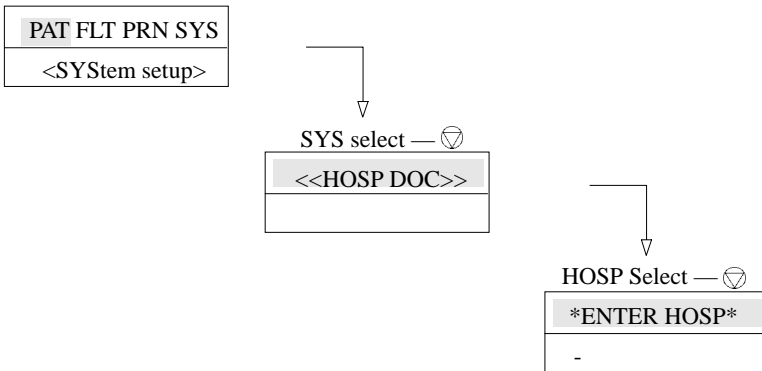 PAT FLT PRN SYS
<SYStem setup>
SYS select —
<<HOSP DOC>>
HOSP Select —
*ENTER HOSP*
-